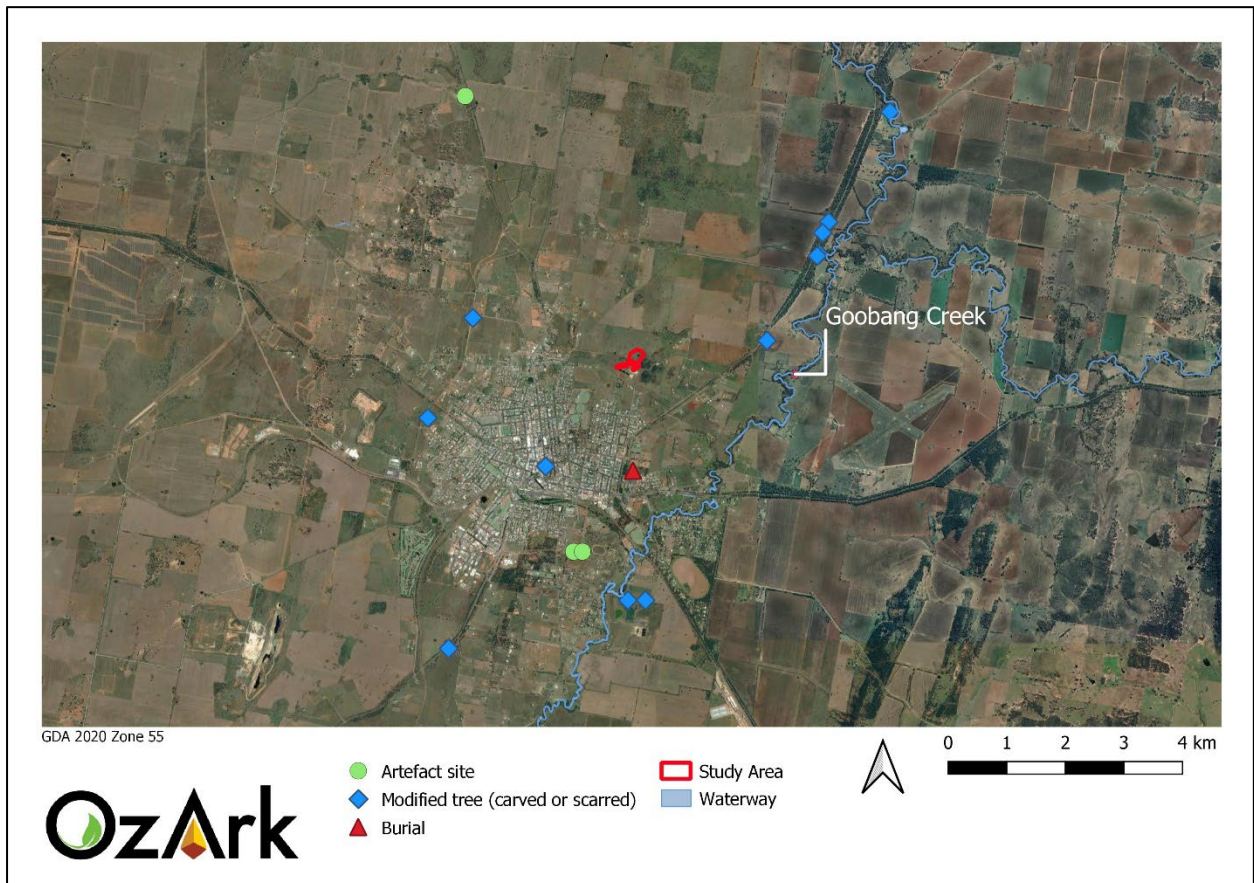 Goobang Creek
GDA 2020 Zone 55
0 1 2 3 4 km
Artefact site
Modified tree (carved or scarred)
Burial
Study Area
Waterway
OzArk